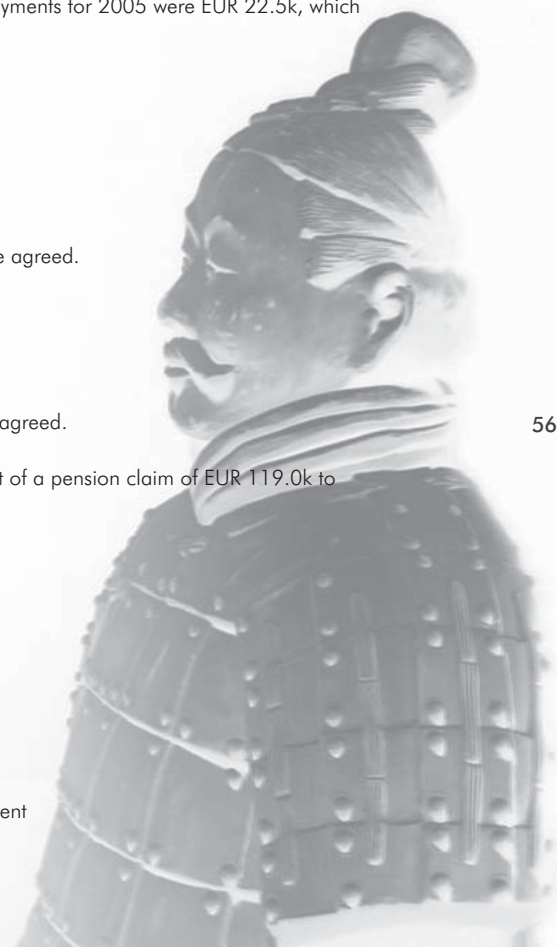 yments for 2005 were EUR 22.5k, which
e agreed.
agreed.
56
t of a pension claim of EUR 119.0k to
ent